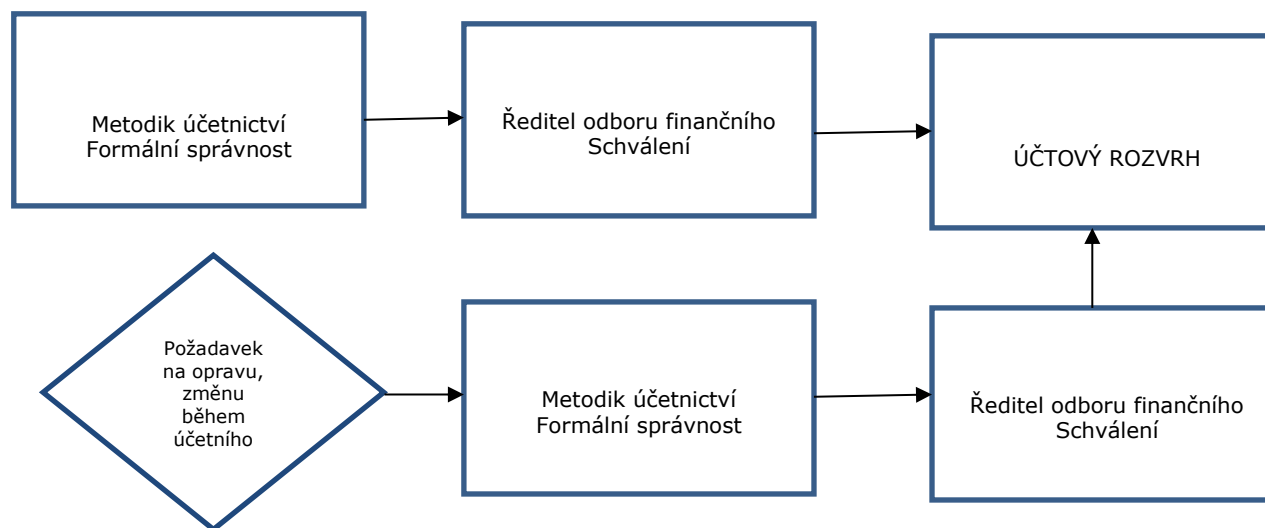 Metodik účetnictví
Formální správnost
Ředitel odboru finančního
Schválení
ÚČTOVÝ ROZVRH
Požadavek
na opravu,
změnu
během
účetního
Metodik účetnictví
Formální správnost
Ředitel odboru finančního
Schválení